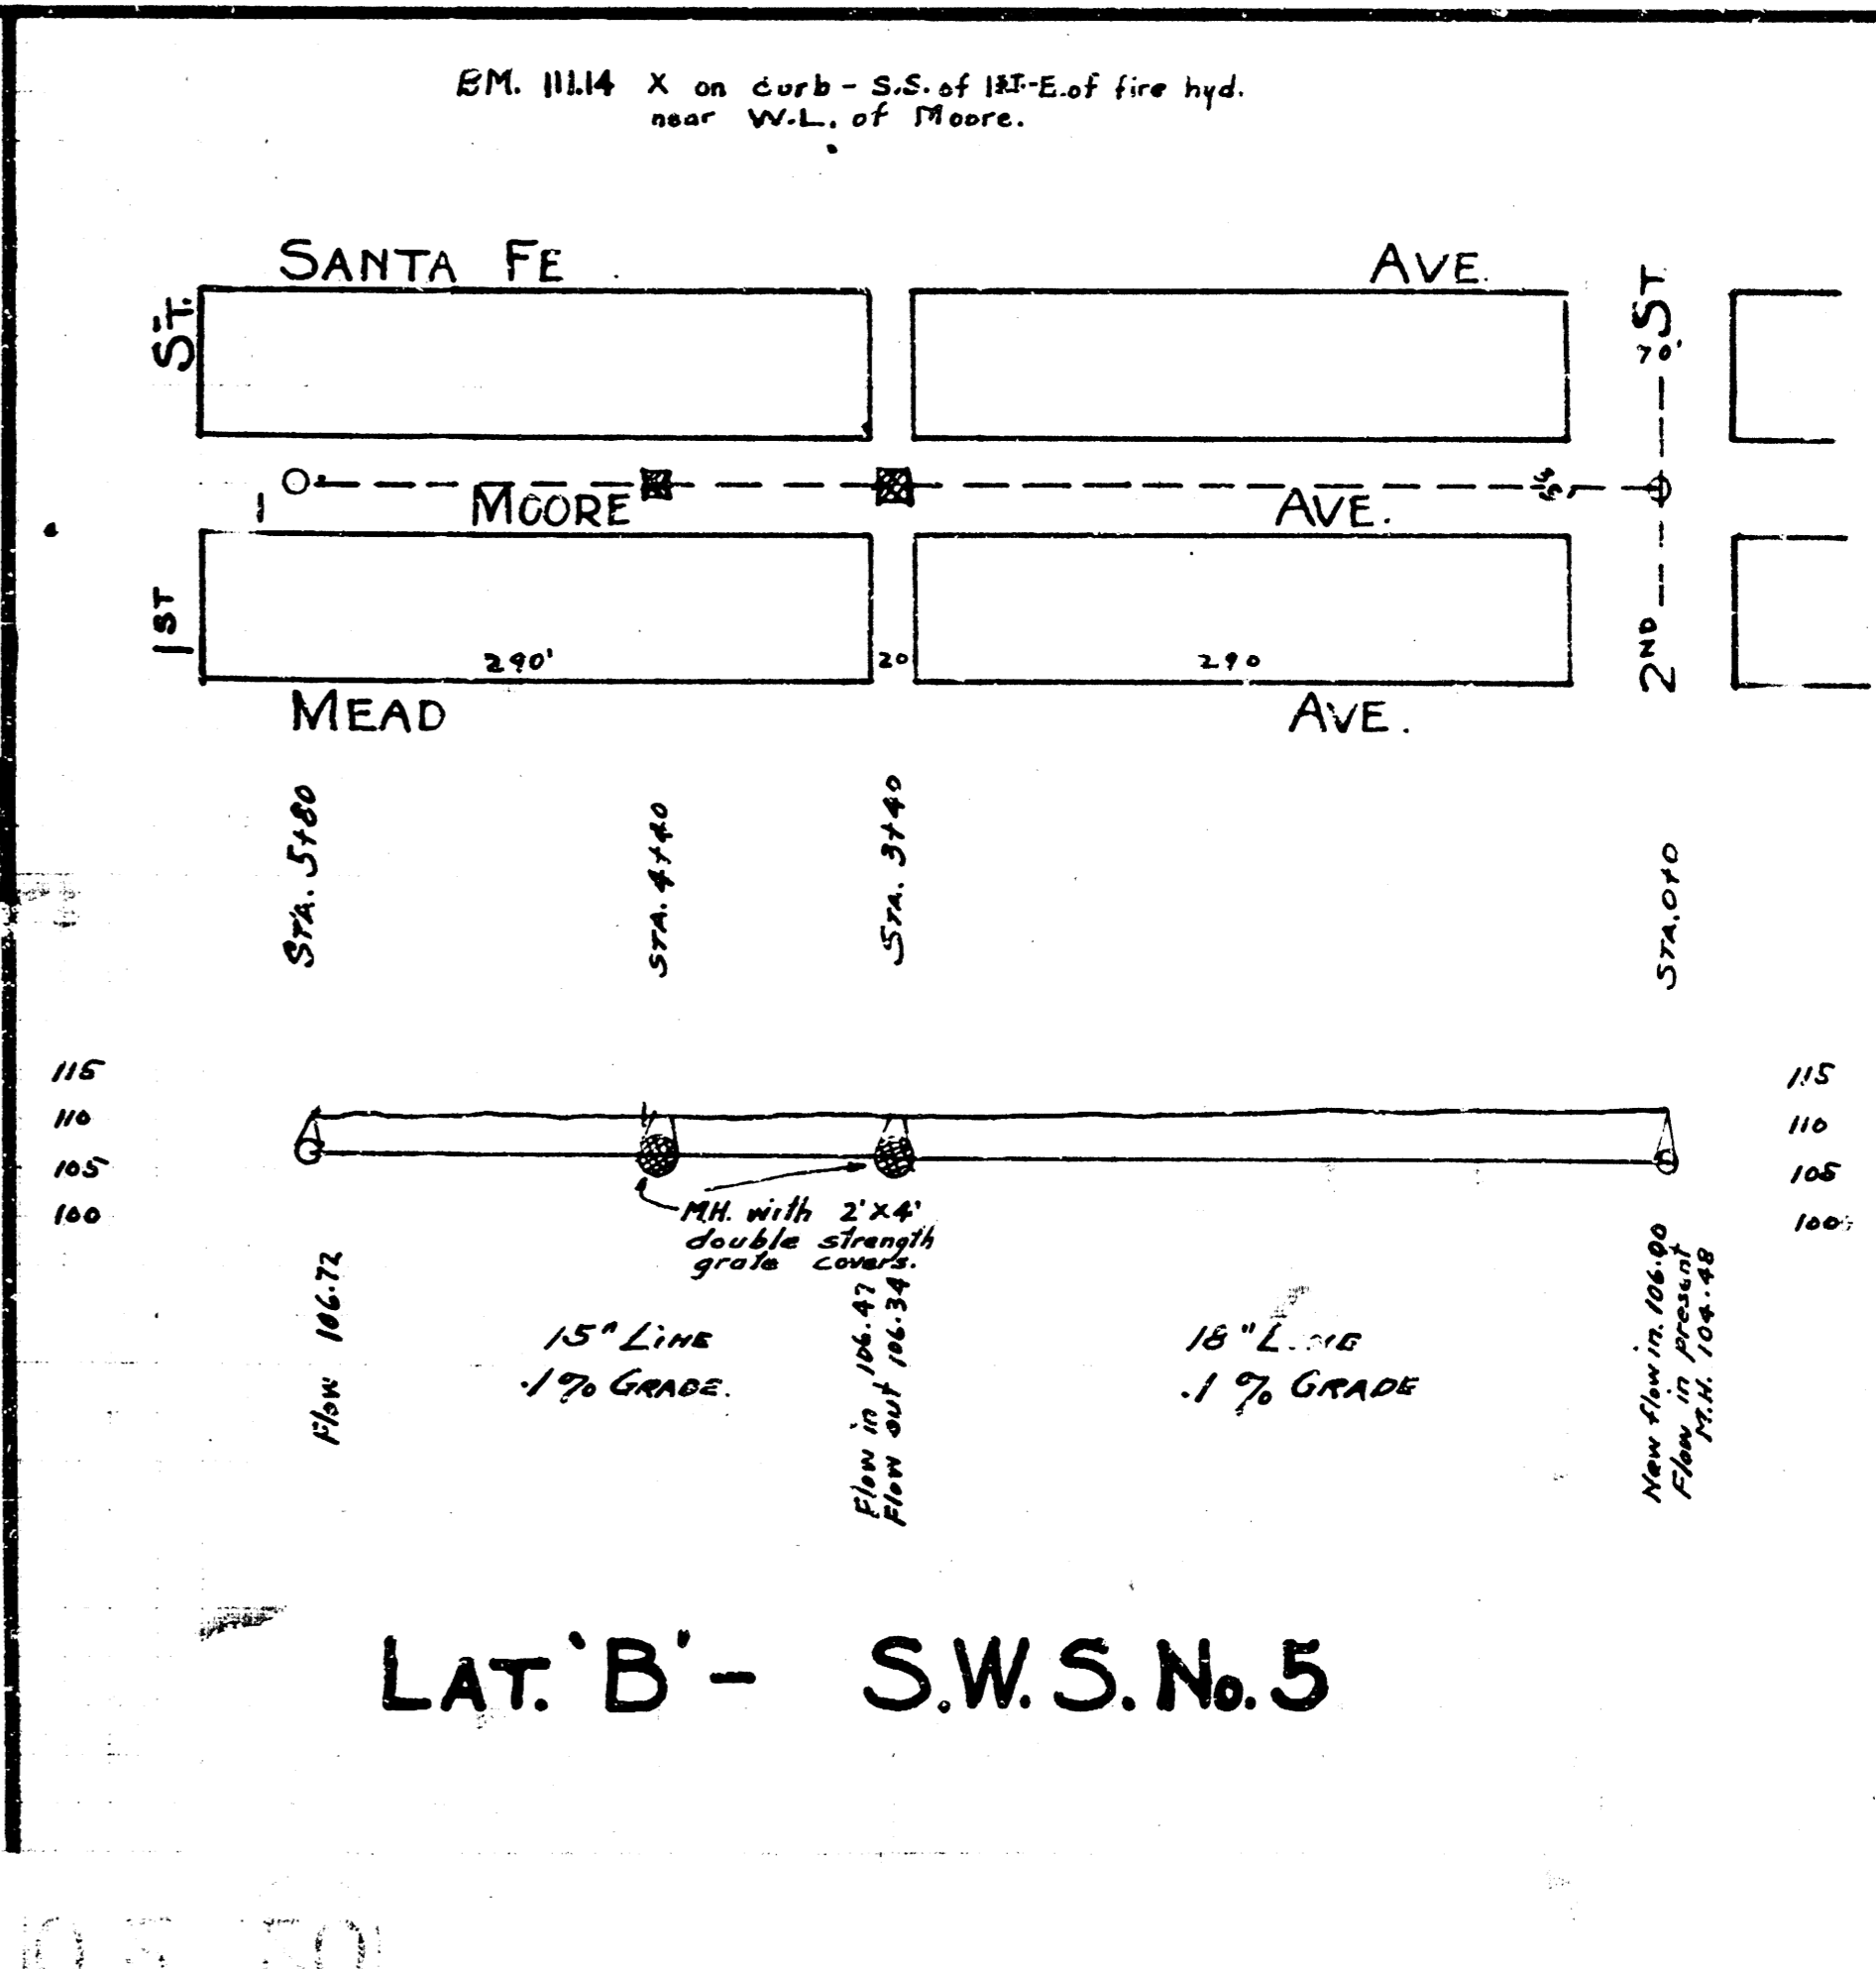 BM. 111.14 X on curb - S.S. of 1ST.-E. of fire hyd.
near W.L. of Moore.
SANTA FE AVE.
ST.
ST.
70'
MOORE AVE.
1ST
2ND
290'
20
290
MEAD AVE.
STA. 5+80
STA. 4+40
STA. 3+40
STA. 0+0
115
110
105
100
115
110
105
100
M.H. with 2'X4'
double strength
grate covers.
Flow 106.72
15" LINE
.1% GRADE.
Flow in 106.47
Flow out 106.34
18" LINE
.1% GRADE
New flow in. 106.00
Flow in present
M.H. 104.48
LAT. 'B' - S.W.S. No. 5